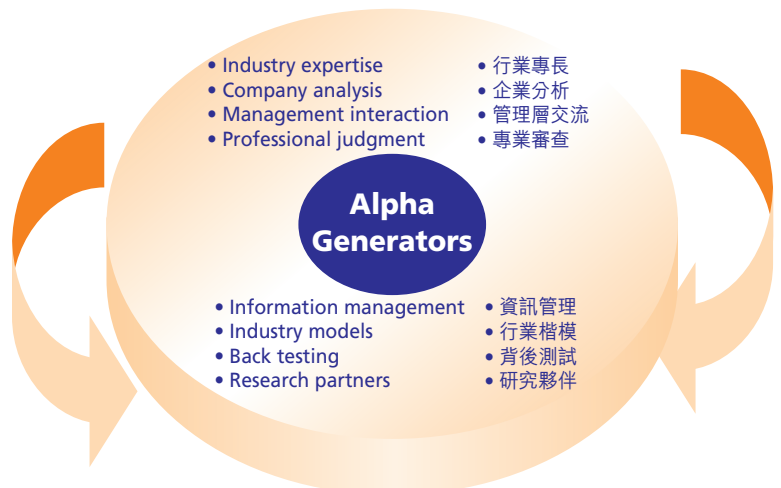 • Industry expertise
• Company analysis
• Management interaction
• Professional judgment
• 行業專長
• 企業分析
• 管理層交流
• 專業審查
Alpha
Generators
• Information management
• Industry models
• Back testing
• Research partners
• 資訊管理
• 行業楷模
• 背後測試
• 研究夥伴